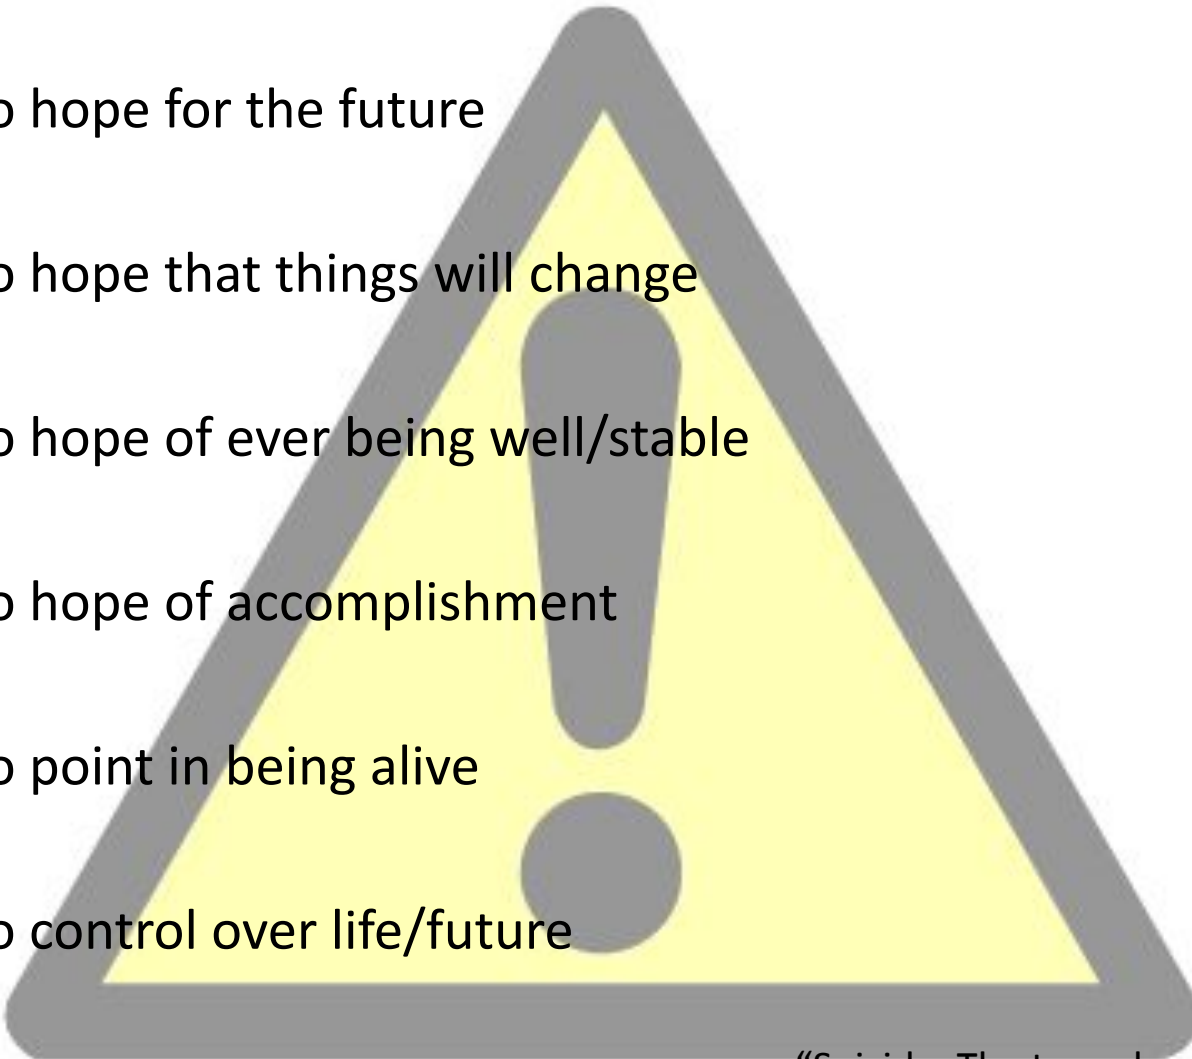 o hope for the future
o hope that things will change
o hope of ever being well/stable
o hope of accomplishment
o point in being alive
o control over life/future